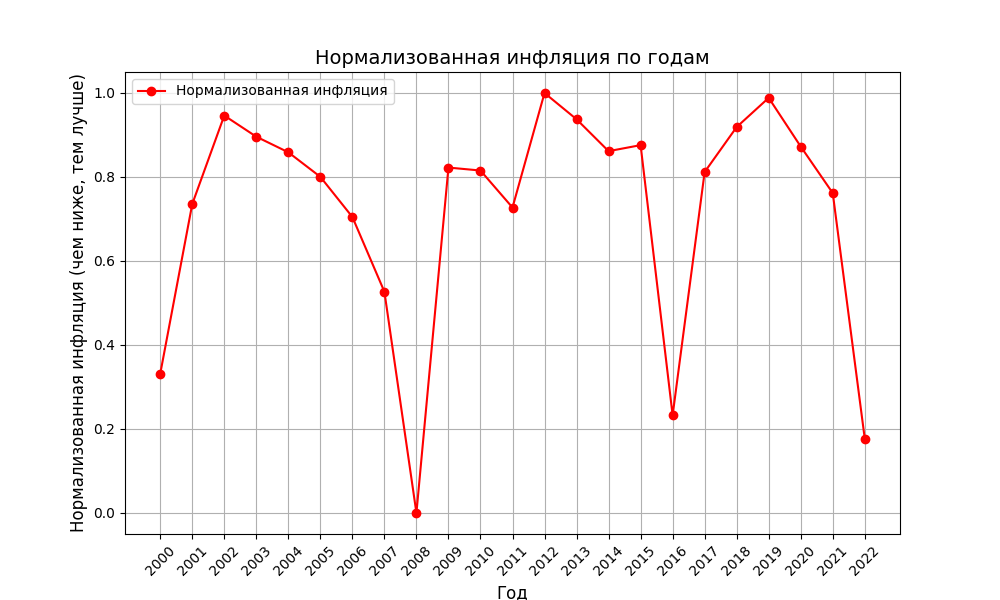 Нормализованная инфляция по годам
Нормализованная инфляция
Нормализованная инфляция (чем ниже, тем лучше)
1.0
0.8
0.6
0.4
0.2
0.0
2000 2001 2002 2003 2004 2005 2006 2007 2008 2009 2010 2011 2012 2013 2014 2015 2016 2017 2018 2019 2020 2021 2022
Год